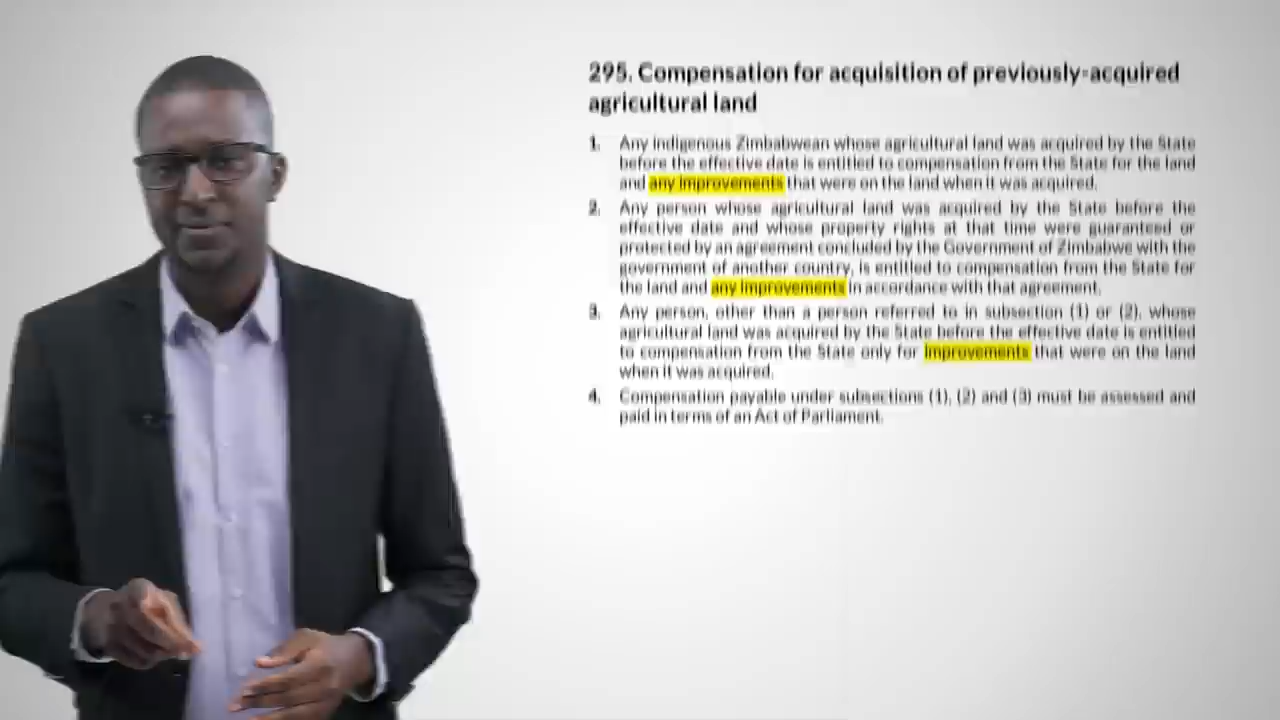 295. Compensation for acquisition of previously-acquired
agricultural land
1. Any indigenous Zimbabwean whose agricultural land was acquired by the State
before the effective date is entitled to compensation from the State for the land
and any improvements that were on the land when it was acquired.
2. Any person whose agricultural land was acquired by the State before the
effective date and whose property rights at that time were guaranteed or
protected by an agreement concluded by the Government of Zimbabwe with the
government of another country, is entitled to compensation from the State for
the land and any improvements in accordance with that agreement.
3. Any person, other than a person referred to in subsection (1) or (2), whose
agricultural land was acquired by the State before the effective date is entitled
to compensation from the State only for improvements that were on the land
when it was acquired.
4. Compensation payable under subsections (1), (2) and (3) must be assessed and
paid in terms of an Act of Parliament.